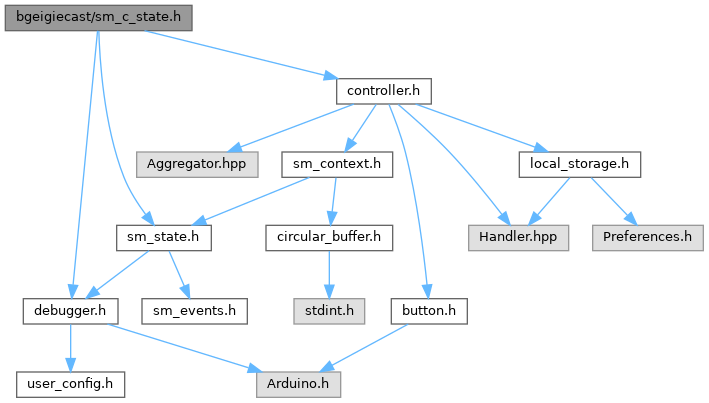 bgeigiecast/sm_c_state.h
controller.h
Aggregator.hpp
sm_context.h
local_storage.h
sm_state.h
circular_buffer.h
Handler.hpp
Preferences.h
debugger.h
sm_events.h
stdint.h
button.h
user_config.h
Arduino.h